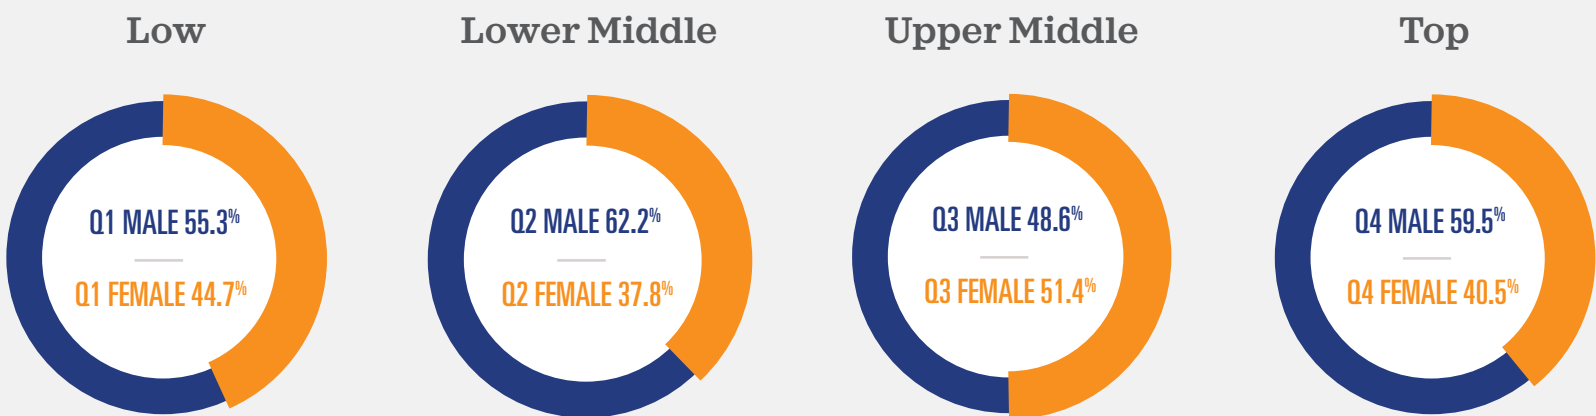 Low
Q1 MALE 55.3%
Q1 FEMALE 44.7%
Lower Middle
Q2 MALE 62.2%
Q2 FEMALE 37.8%
Upper Middle
Q3 MALE 48.6%
Q3 FEMALE 51.4%
Top
Q4 MALE 59.5%
Q4 FEMALE 40.5%